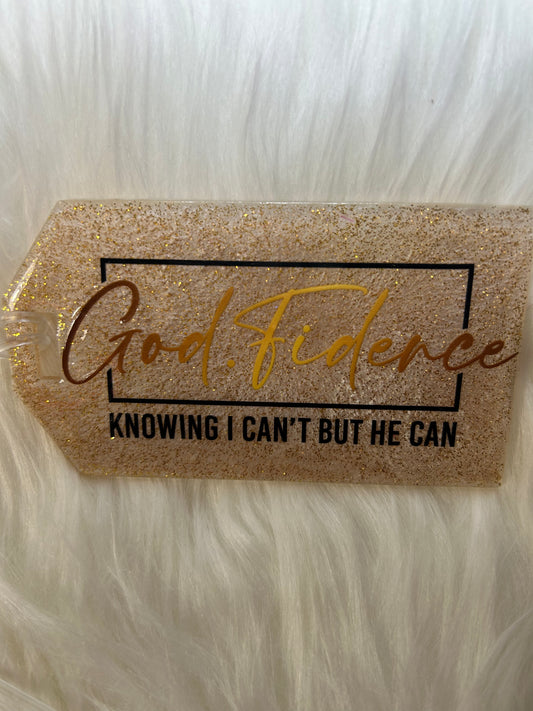 God.Fidence
KNOWING I CAN'T BUT HE CAN